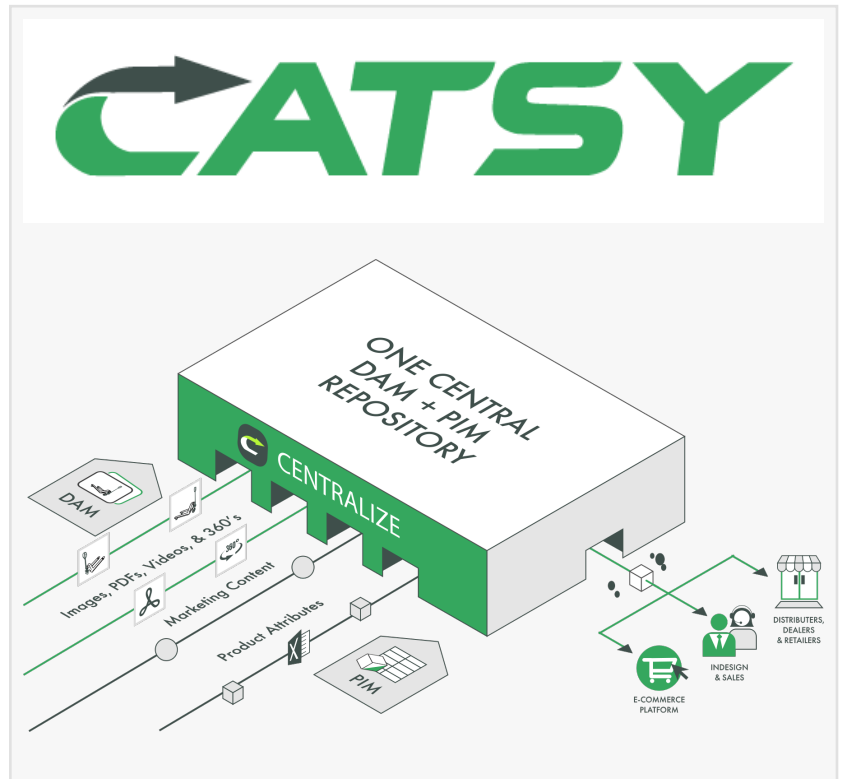 CATSY
ONE CENTRAL
DAM + PIM
REPOSITORY
CENTRALIZE
DAM
Images, PDFs, Videos, & 360's
360°
Marketing Content
Product Attributes
X
PIM
DISTRIBUTERS,
DEALERS
& RETAILERS
INDESIGN
& SALES
E-COMMERCE
PLATFORM